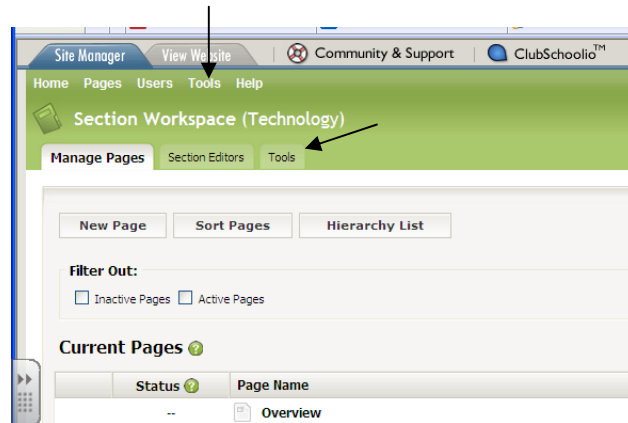 Site Manager View Website Community & Support ClubSchoolio™
Home Pages Users Tools Help
Section Workspace (Technology)
Manage Pages Section Editors Tools
New Page Sort Pages Hierarchy List
Filter Out:
Inactive Pages Active Pages
Current Pages ?
Status ? Page Name
-- Overview